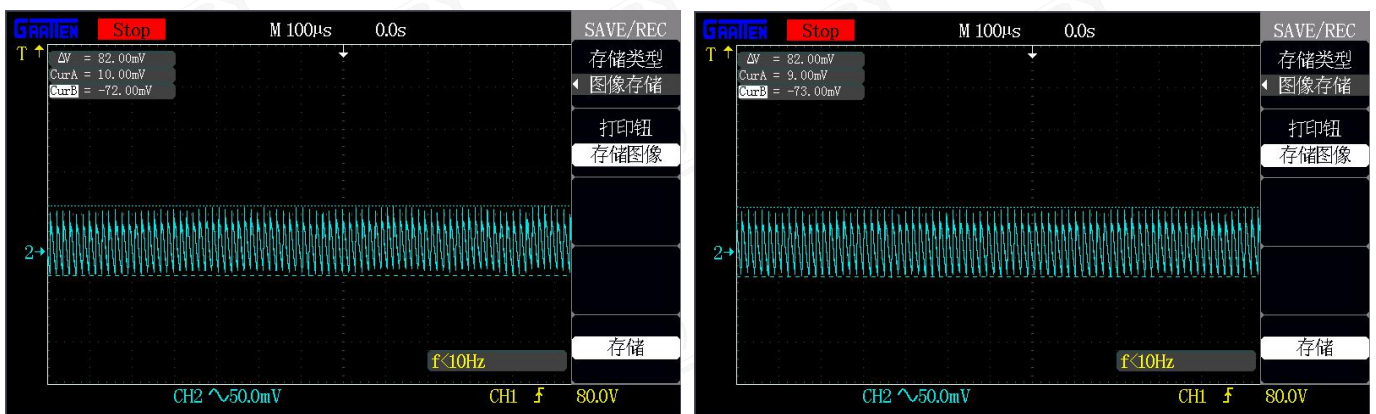 GRATTEN Stop M 100μs 0.0s SAVE/REC
T
ΔV = 82.00mV
CurA = 10.00mV
CurB = -72.00mV
存储类型
图像存储
打印钮
存储图像
2
存储
f<10Hz
CH2 50.0mV CH1 80.0V
GRATTEN Stop M 100μs 0.0s SAVE/REC
T
ΔV = 82.00mV
CurA = 9.00mV
CurB = -73.00mV
存储类型
图像存储
打印钮
存储图像
2
存储
f<10Hz
CH2 50.0mV CH1 80.0V